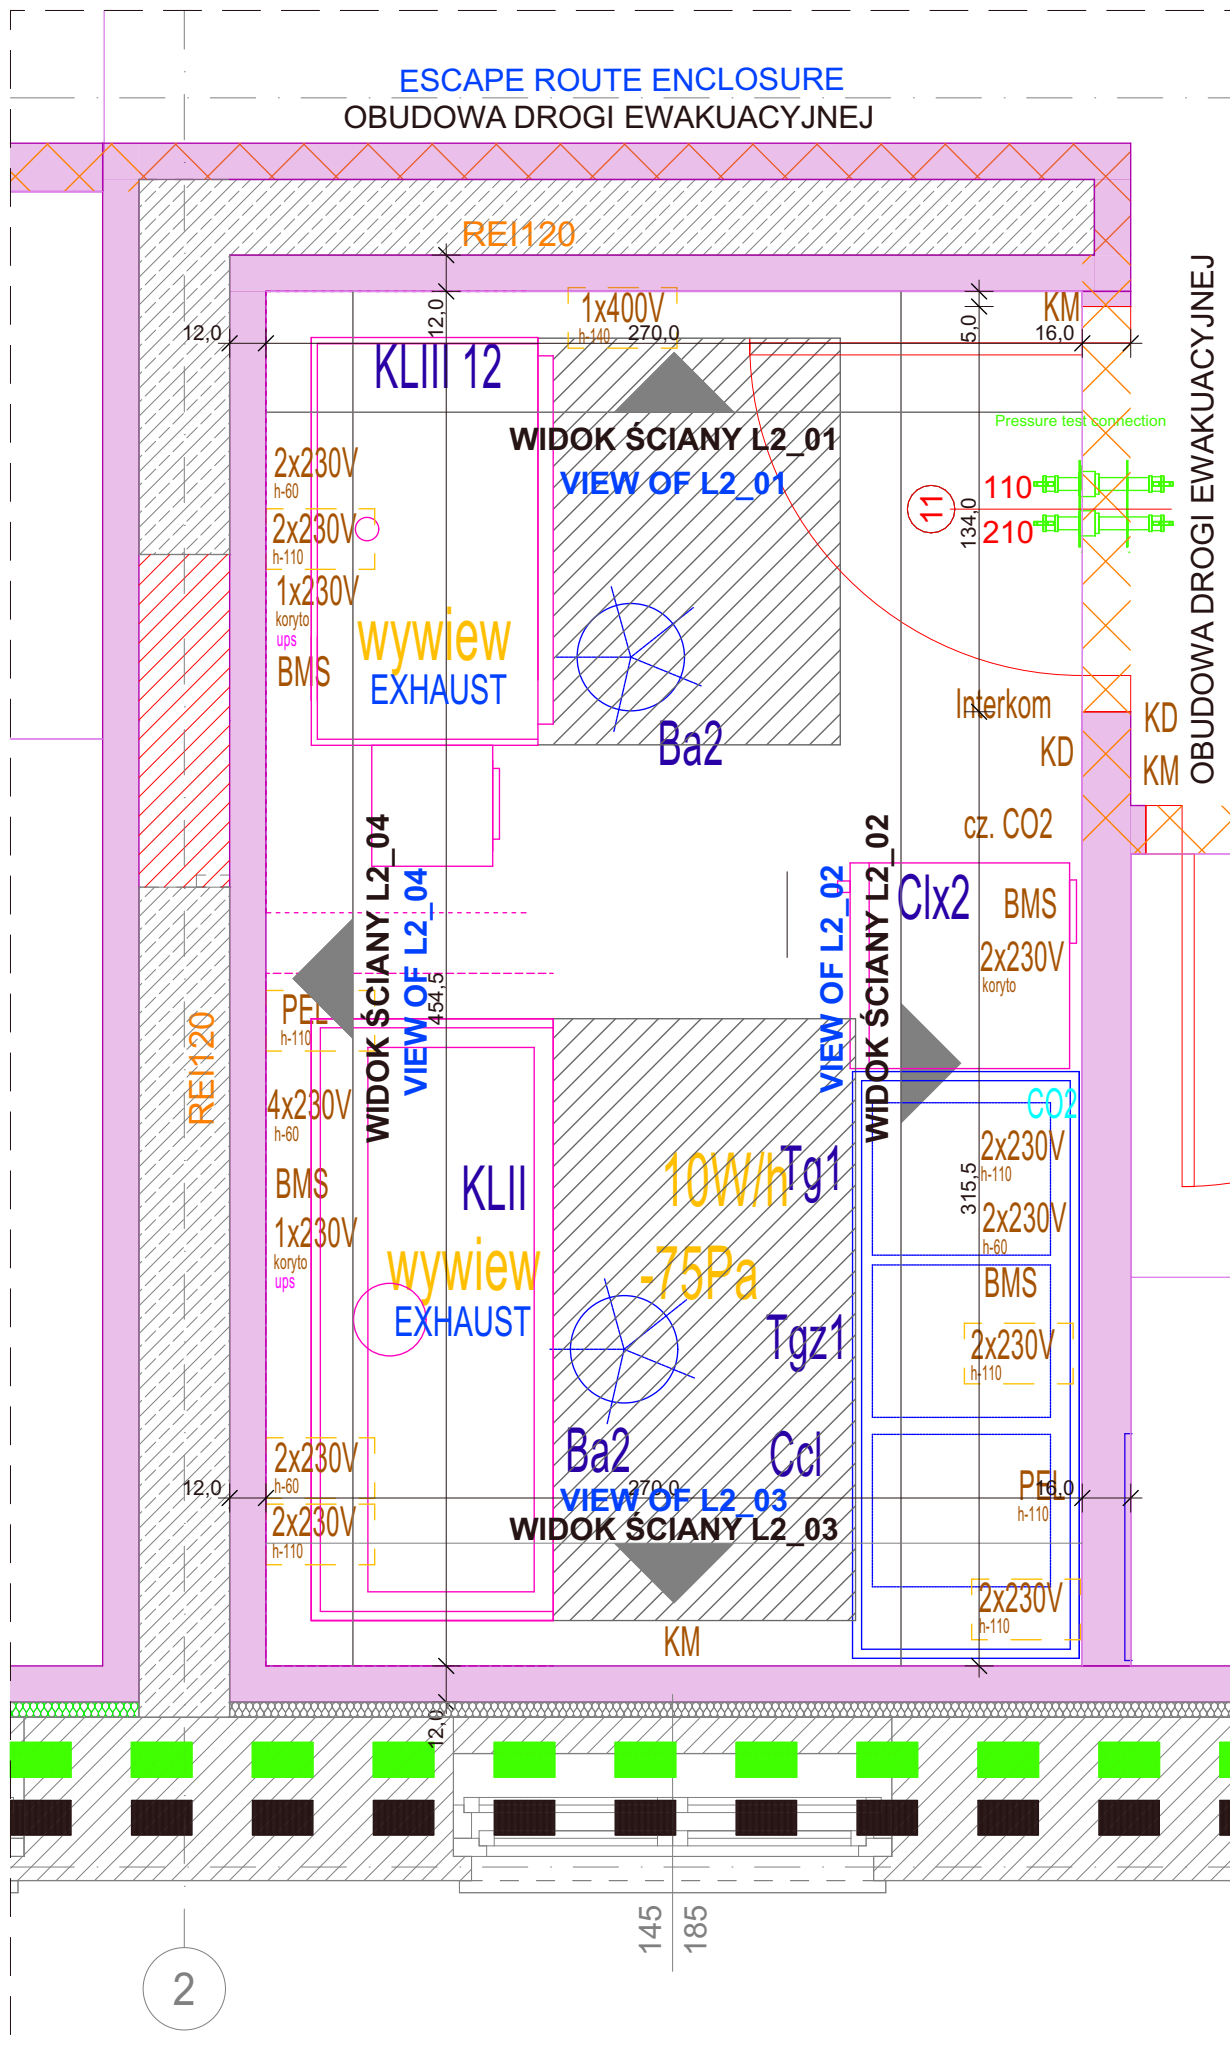 ESCAPE ROUTE ENCLOSURE
OBUDOWA DROGI EWAKUACYJNEJ
REI120
1x400V
h-140
KM
12,0
12,0
270,0
5,0
16,0
KLIII 12
OBUDOWA DROGI EWAKUACYJNEJ
Pressure test connection
WIDOK ŚCIANY L2_01
VIEW OF L2_01
2x230V
h-60
2x230V
h-110
1x230V
koryto
ups
BMS
11
110
210
134,0
wywiew
EXHAUST
Ba2
Interkom
KD
KD
KM
cz. CO2
WIDOK ŚCIANY L2_04
VIEW OF L2_04
454,5
VIEW OF L2_02
WIDOK ŚCIANY L2_02
Clx2
BMS
2x230V
koryto
PEL
h-110
REI120
4x230V
h-60
BMS
1x230V
koryto
ups
KLII
wywiew
EXHAUST
10W/h
-75Pa
Tg1
Tgz1
Ccl
CO2
2x230V
h-110
315,5
2x230V
h-60
BMS
2x230V
h-110
2x230V
h-60
Ba2
PEL
h-110
12,0
270,0
16,0
VIEW OF L2_03
WIDOK ŚCIANY L2_03
2x230V
h-110
2x230V
h-110
KM
12,0
145
185
2